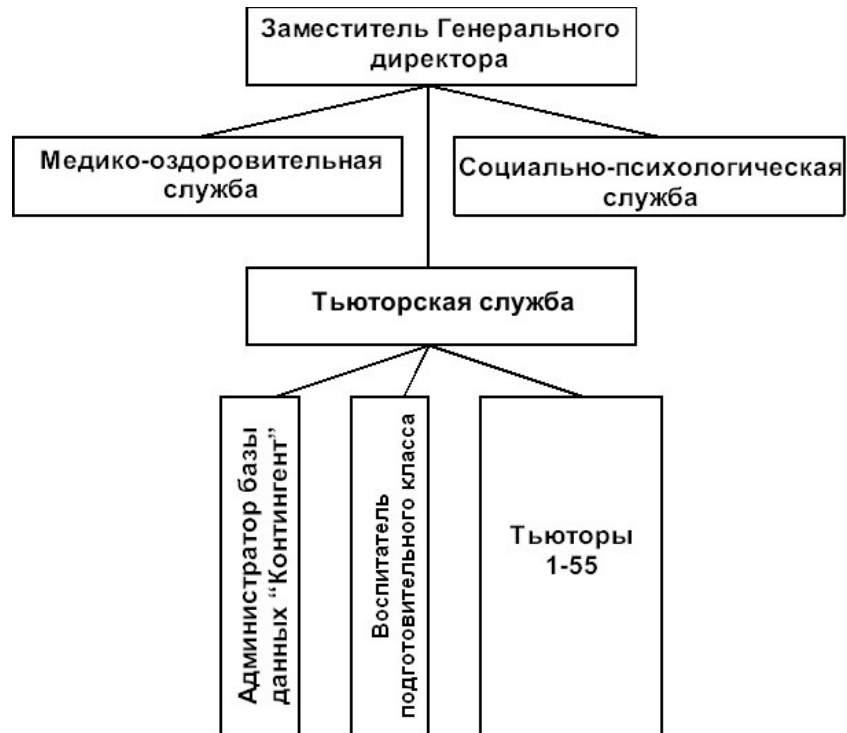 Заместитель Генерального
директора
Медико-оздоровительная
служба
Социально-психологическая
служба
Тьюторская служба
Администратор базы
данных “Контингент”
Воспитатель
подготовительного класса
Тьюторы
1-55